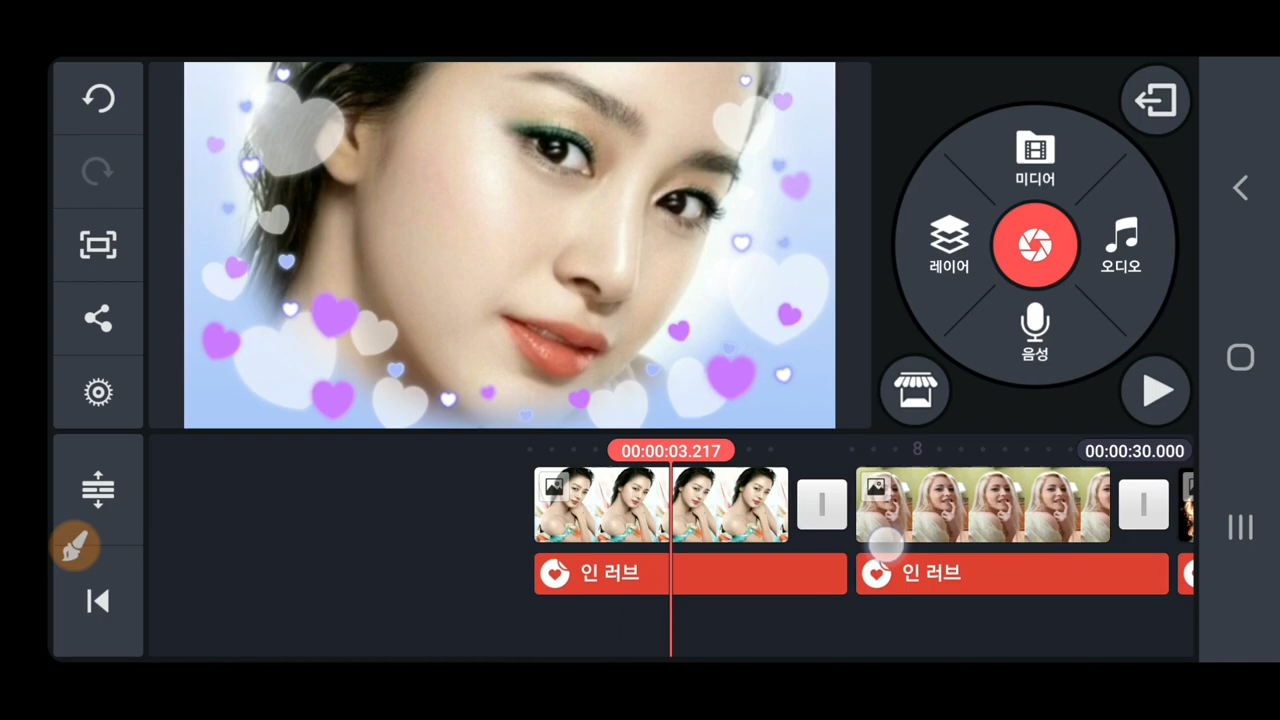 미디어
레이어
오디오
음성
00:00:03.217
8
00:00:30.000
인 러브
인 러브